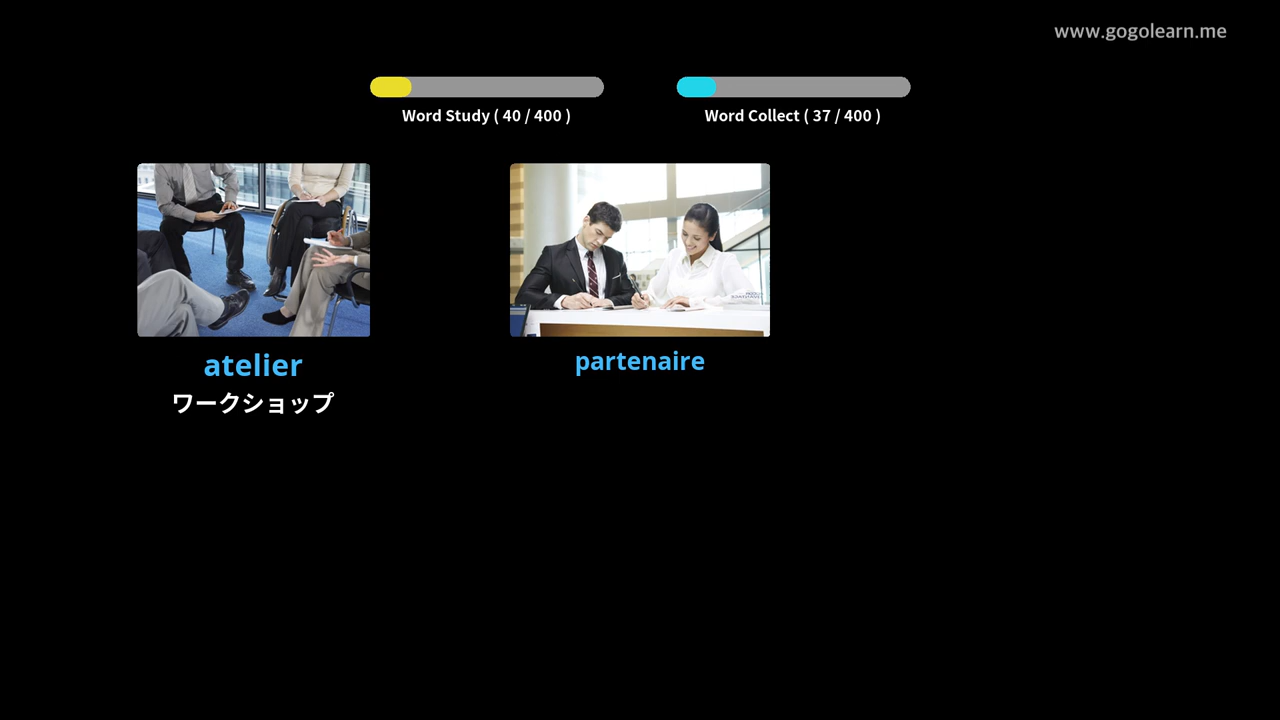 www.gogolearn.me
Word Study ( 40 / 400 )
Word Collect ( 37 / 400 )
atelier
ワークショップ
partenaire